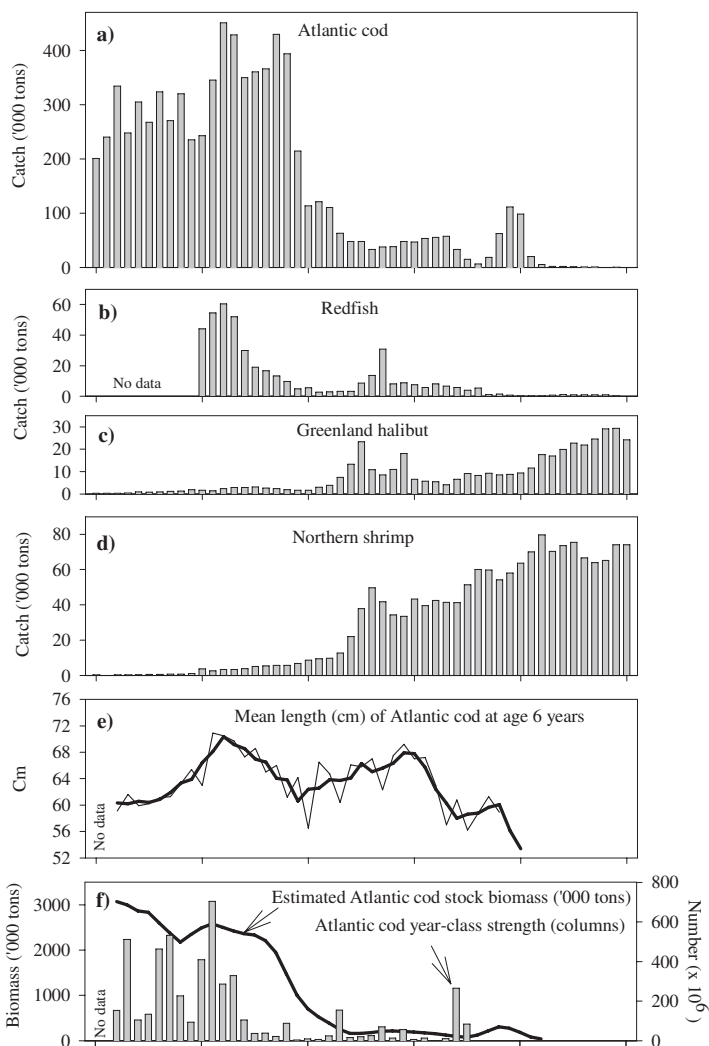 a)
Atlantic cod
Catch ('000 tons)
400
300
200
100
0
b)
Redfish
No data
Catch ('000 tons)
60
40
20
0
c)
Greenland halibut
30
20
10
0
d)
Northern shrimp
Catch ('000 tons)
80
60
40
20
0
e)
Mean length (cm) of Atlantic cod at age 6 years
No data
Cm
76
72
68
64
60
56
52
f)
Estimated Atlantic cod stock biomass ('000 tons)
Atlantic cod year-class strength (columns)
No data
Biomass ('000 tons)
3000
2000
1000
0
Number (x 10⁶)
800
600
400
200
0